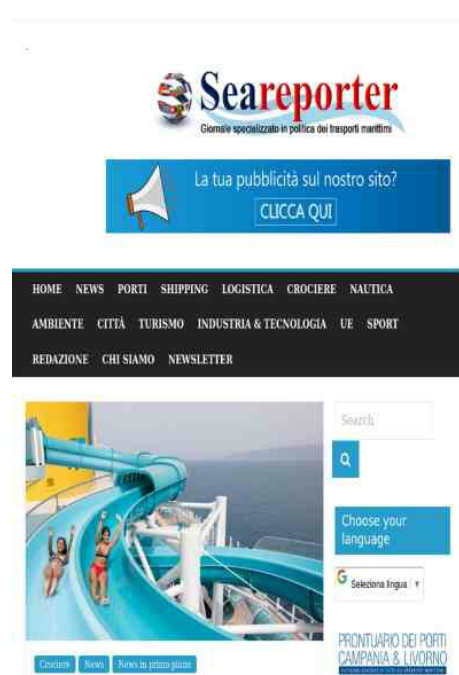 Seareporter
Giornale specializzato in politica dei trasporti marittimi
La tua pubblicità sul nostro sito?
CLICCA QUI
HOME NEWS PORTI SHIPPING LOGISTICA CROCIERE NAUTICA
AMBIENTE CITTÀ TURISMO INDUSTRIA & TECNOLOGIA UE SPORT
REDAZIONE CHI SIAMO NEWSLETTER
Search
Choose your
language
G Seleziona lingua
PRONTUARIO DEI PORTI
CAMPANIA & LIVORNO
Crociere News News in primo piano